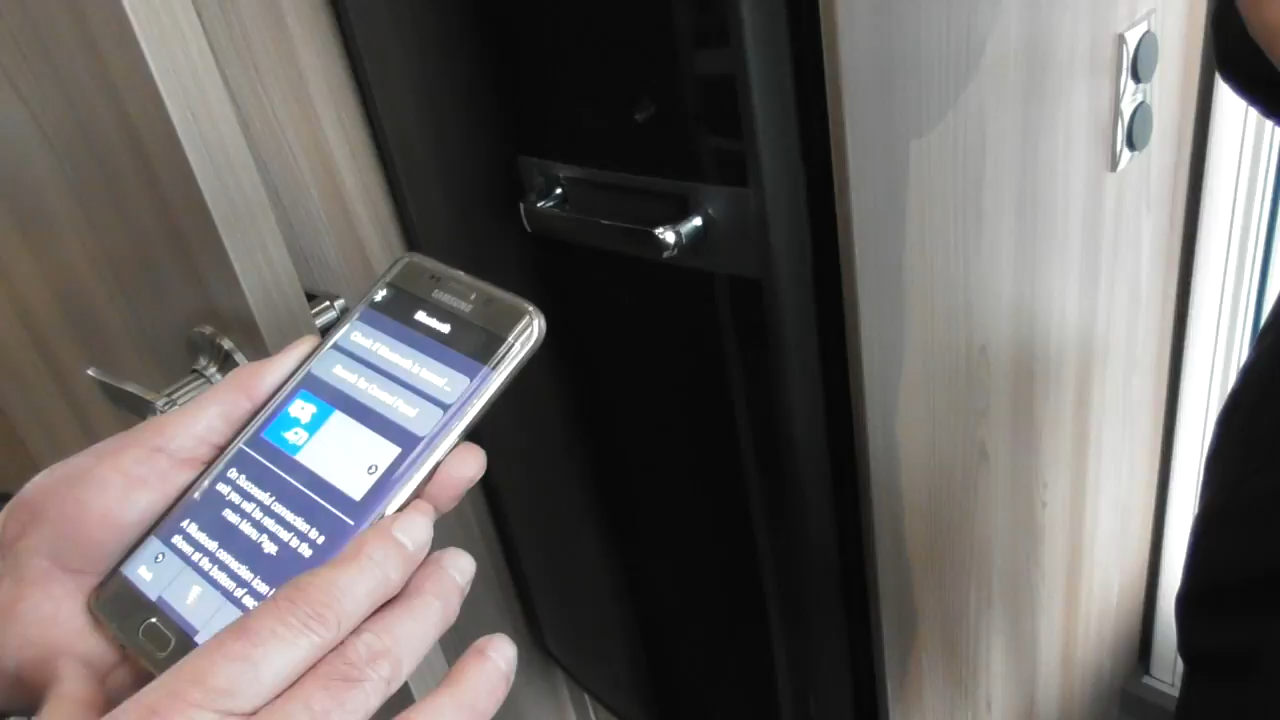 SAMSUNG
Bluetooth
Check if Bluetooth is turned ...
Search for Control Panel
On Successful connection to a
unit you will be returned to the
main Menu Page.
A Bluetooth connection icon
shown at the bottom of
Back